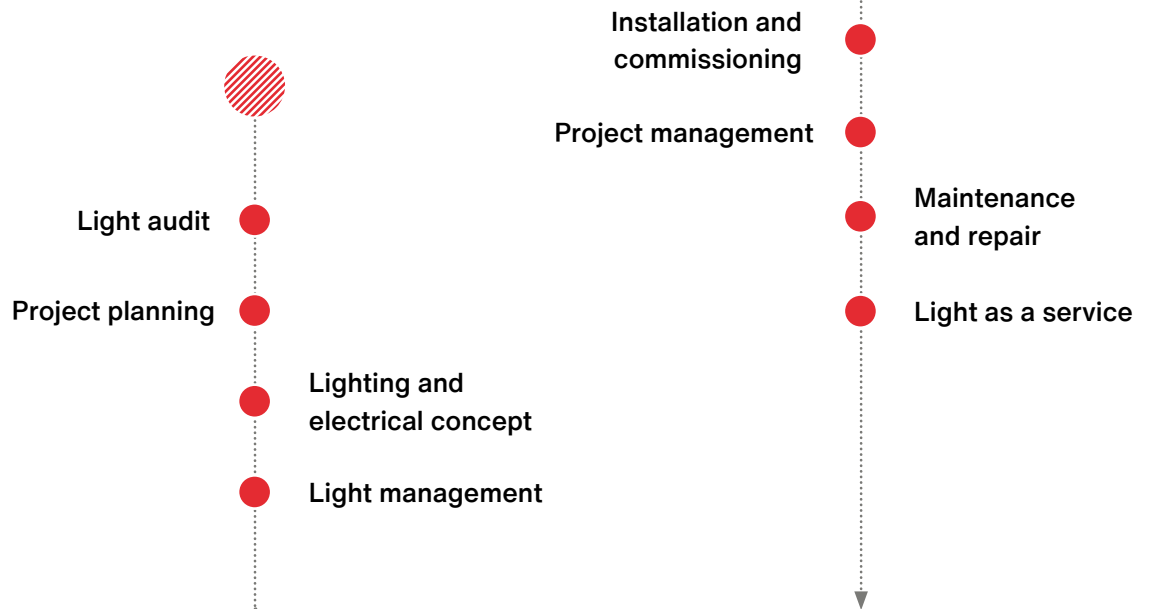 Light audit
Project planning
Lighting and
electrical concept
Light management
Installation and
commissioning
Project management
Maintenance
and repair
Light as a service